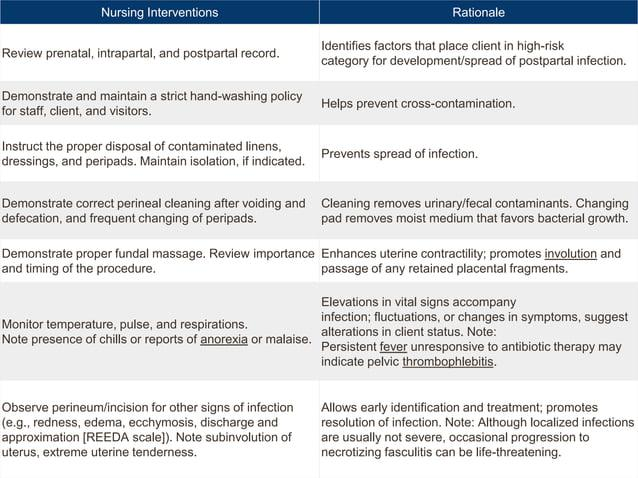 Nursing Interventions
Rationale
Review prenatal, intrapartal, and postpartal record.
Identifies factors that place client in high-risk
category for development/spread of postpartal infection.
Demonstrate and maintain a strict hand-washing policy
for staff, client, and visitors.
Helps prevent cross-contamination.
Instruct the proper disposal of contaminated linens,
dressings, and peripads. Maintain isolation, if indicated.
Prevents spread of infection.
Demonstrate correct perineal cleaning after voiding and
defecation, and frequent changing of peripads.
Cleaning removes urinary/fecal contaminants. Changing
pad removes moist medium that favors bacterial growth.
Demonstrate proper fundal massage. Review importance
and timing of the procedure.
Enhances uterine contractility; promotes involution and
passage of any retained placental fragments.
Monitor temperature, pulse, and respirations.
Note presence of chills or reports of anorexia or malaise.
Elevations in vital signs accompany
infection; fluctuations, or changes in symptoms, suggest
alterations in client status. Note:
Persistent fever unresponsive to antibiotic therapy may
indicate pelvic thrombophlebitis.
Observe perineum/incision for other signs of infection
(e.g., redness, edema, ecchymosis, discharge and
approximation [REEDA scale]). Note subinvolution of
uterus, extreme uterine tenderness.
Allows early identification and treatment; promotes
resolution of infection. Note: Although localized infections
are usually not severe, occasional progression to
necrotizing fasculitis can be life-threatening.